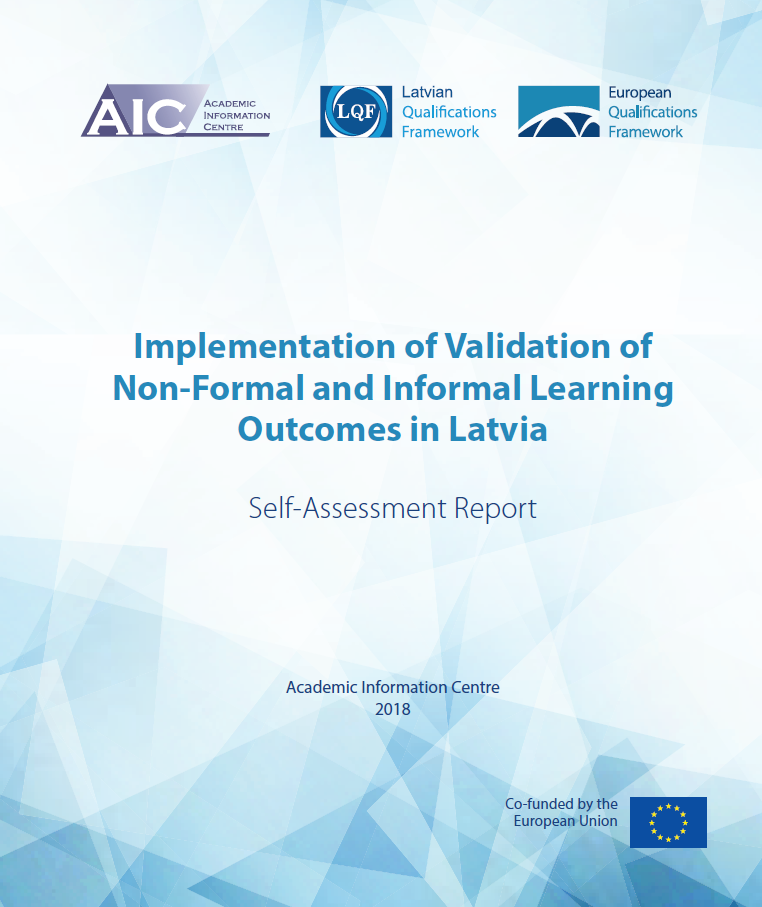 AIC
Academic
Information
Centre
LQF
Latvian
Qualifications
Framework
European
Qualifications
Framework
Implementation of Validation of
Non-Formal and Informal Learning
Outcomes in Latvia
Self-Assessment Report
Academic Information Centre
2018
Co-funded by the
European Union